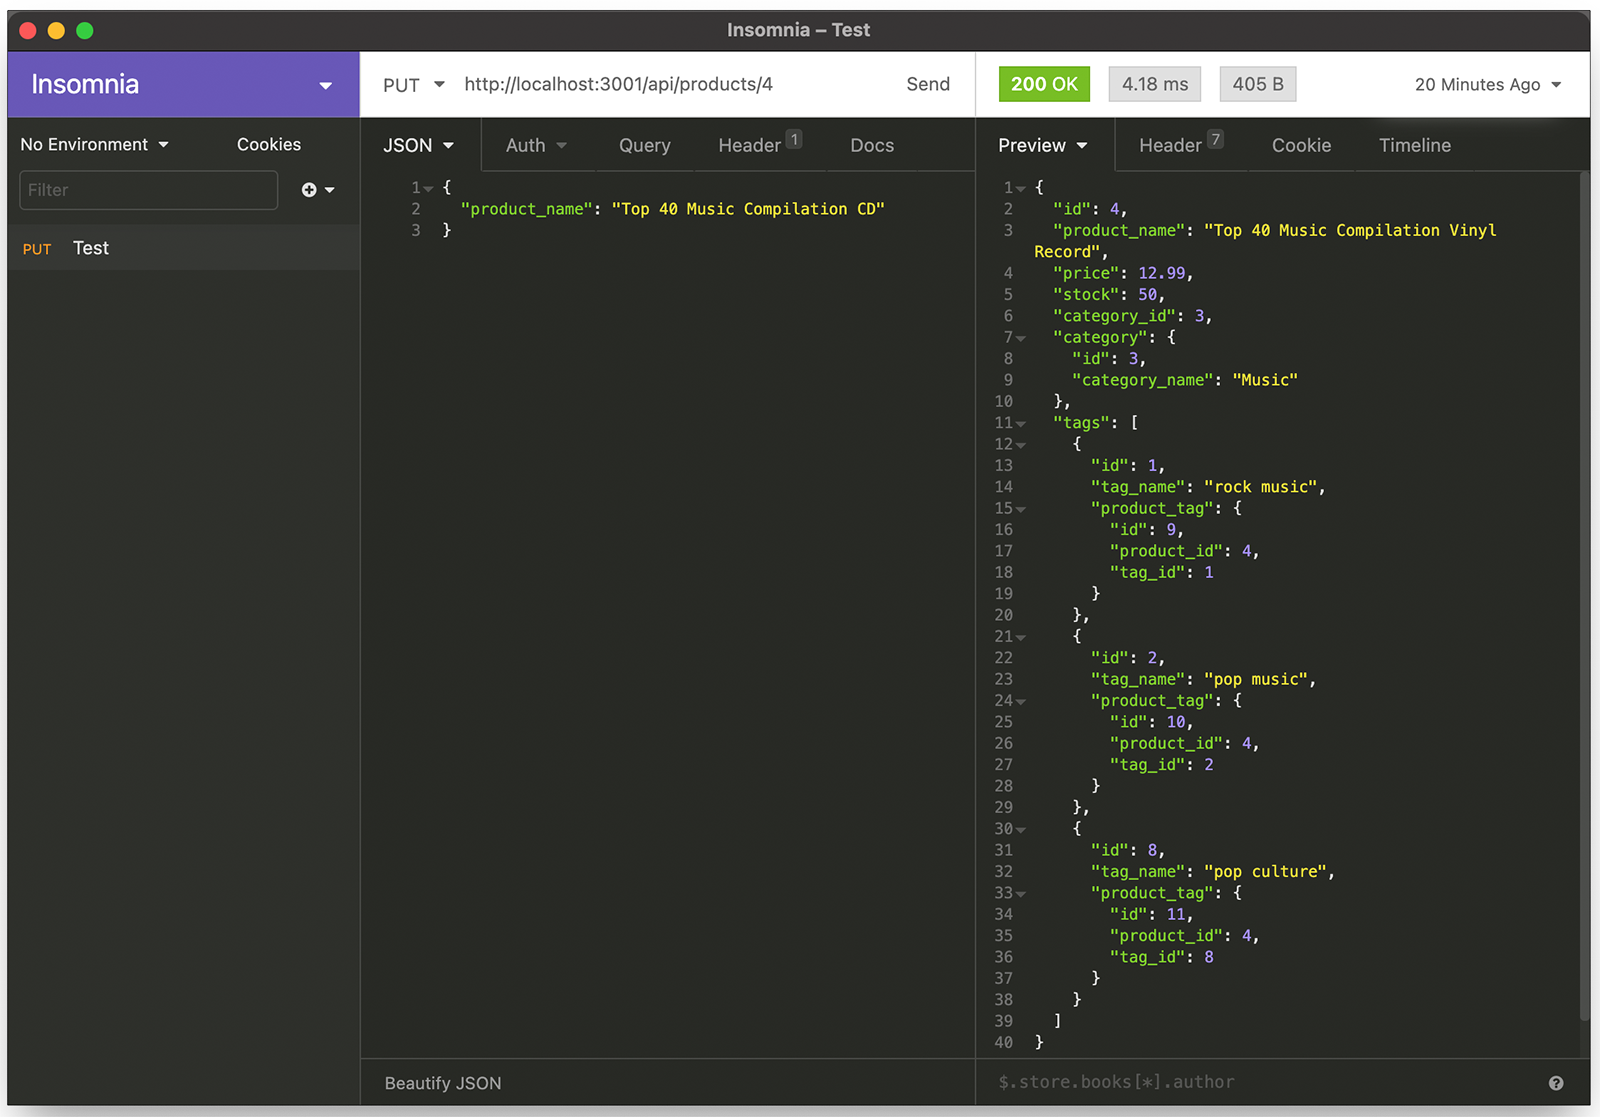 Insomnia – Test
Insomnia
PUT http://localhost:3001/api/products/4 Send
200 OK 4.18 ms 405 B 20 Minutes Ago
No Environment Cookies
Filter
PUT Test
JSON Auth Query Header 1 Docs
1 {
2 "product_name": "Top 40 Music Compilation CD"
3 }
Beautify JSON
Preview Header 7 Cookie Timeline
1 {
2 "id": 4,
3 "product_name": "Top 40 Music Compilation Vinyl
Record",
4 "price": 12.99,
5 "stock": 50,
6 "category_id": 3,
7 "category": {
8 "id": 3,
9 "category_name": "Music"
10 },
11 "tags": [
12 {
13 "id": 1,
14 "tag_name": "rock music",
15 "product_tag": {
16 "id": 9,
17 "product_id": 4,
18 "tag_id": 1
19 }
20 },
21 {
22 "id": 2,
23 "tag_name": "pop music",
24 "product_tag": {
25 "id": 10,
26 "product_id": 4,
27 "tag_id": 2
28 }
29 },
30 {
31 "id": 8,
32 "tag_name": "pop culture",
33 "product_tag": {
34 "id": 11,
35 "product_id": 4,
36 "tag_id": 8
37 }
38 }
39 ]
40 }
$.store.books[*].author